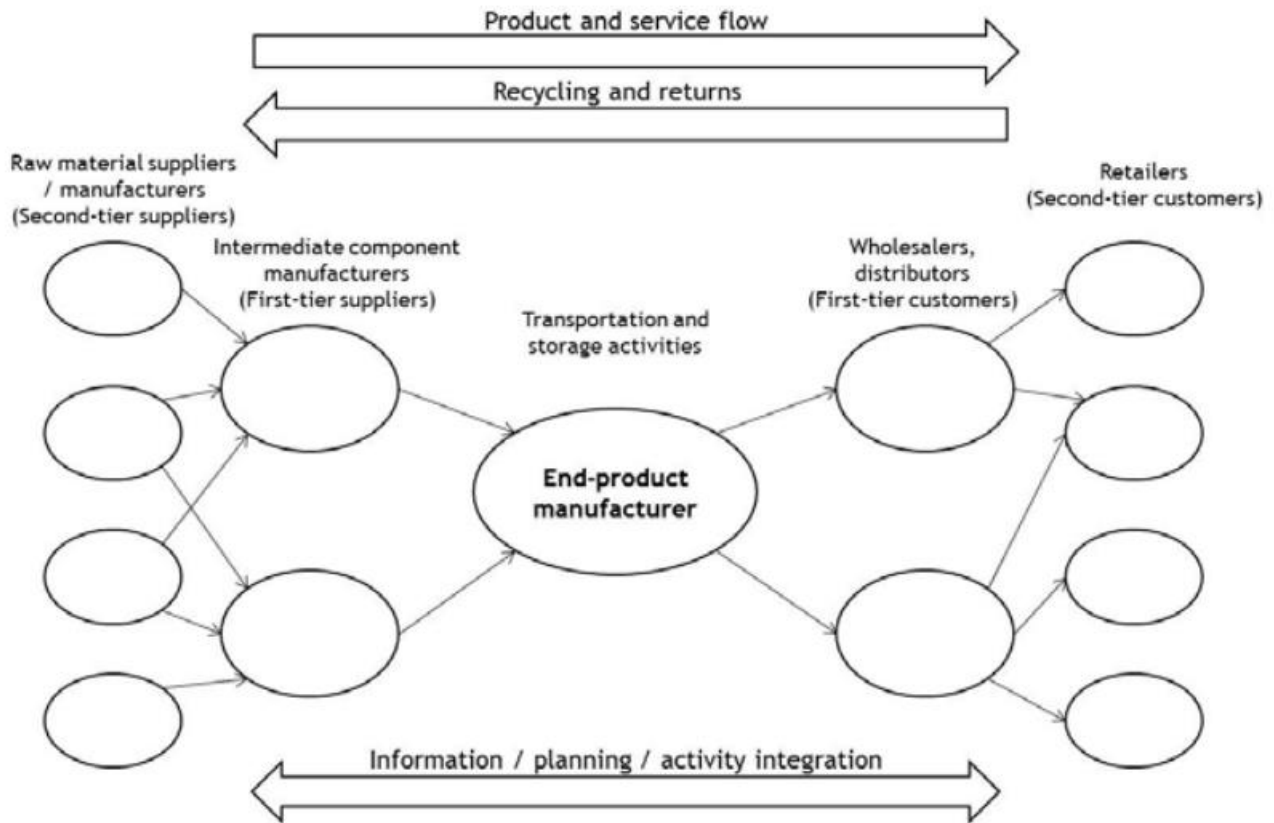 Product and service flow
Recycling and returns
Raw material suppliers
/ manufacturers
(Second-tier suppliers)
Retailers
(Second-tier customers)
Intermediate component
manufacturers
(First-tier suppliers)
Wholesalers,
distributors
(First-tier customers)
Transportation and
storage activities
End-product
manufacturer
Information / planning / activity integration